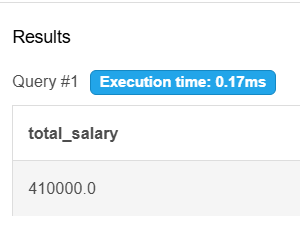 Results
Query #1 Execution time: 0.17ms
total_salary
410000.0